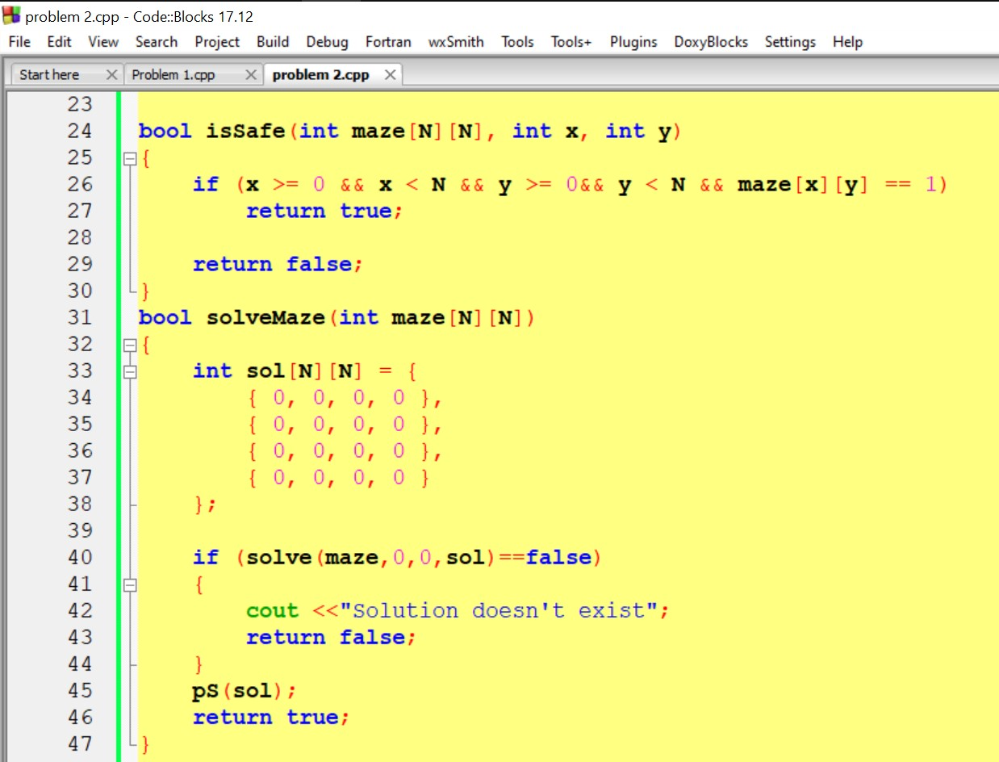 problem 2.cpp - Code::Blocks 17.12
File Edit View Search Project Build Debug Fortran wxSmith Tools Tools+ Plugins DoxyBlocks Settings Help
Start here Problem 1.cpp problem 2.cpp
23
24 bool isSafe(int maze[N][N], int x, int y)
25 {
26 if (x >= 0 && x < N && y >= 0&& y < N && maze[x][y] == 1)
27 return true;
28
29 return false;
30 }
31 bool solveMaze(int maze[N][N])
32 {
33 int sol[N][N] = {
34 { 0, 0, 0, 0 },
35 { 0, 0, 0, 0 },
36 { 0, 0, 0, 0 },
37 { 0, 0, 0, 0 }
38 };
39
40 if (solve(maze,0,0,sol)==false)
41 {
42 cout <<"Solution doesn't exist";
43 return false;
44 }
45 pS(sol);
46 return true;
47 }